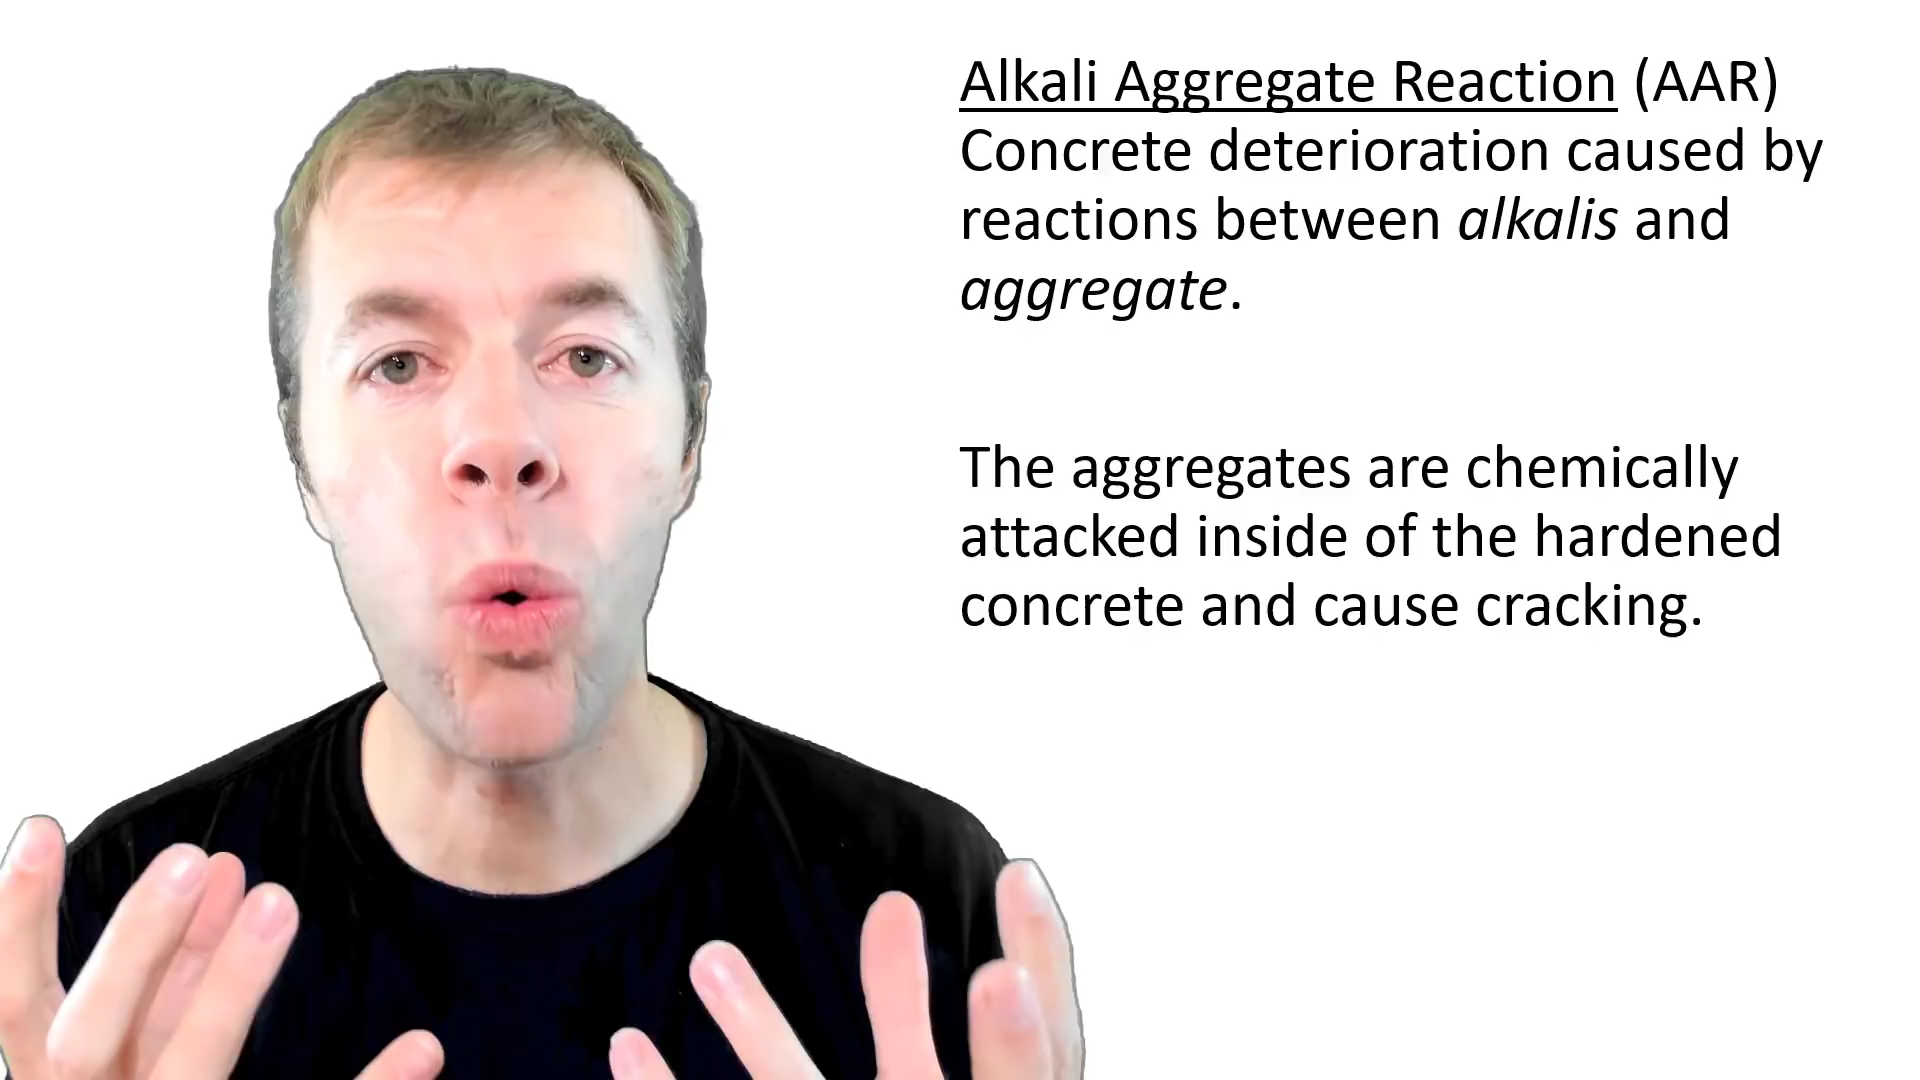 Alkali Aggregate Reaction (AAR)
Concrete deterioration caused by
reactions between alkalis and
aggregate.
The aggregates are chemically
attacked inside of the hardened
concrete and cause cracking.